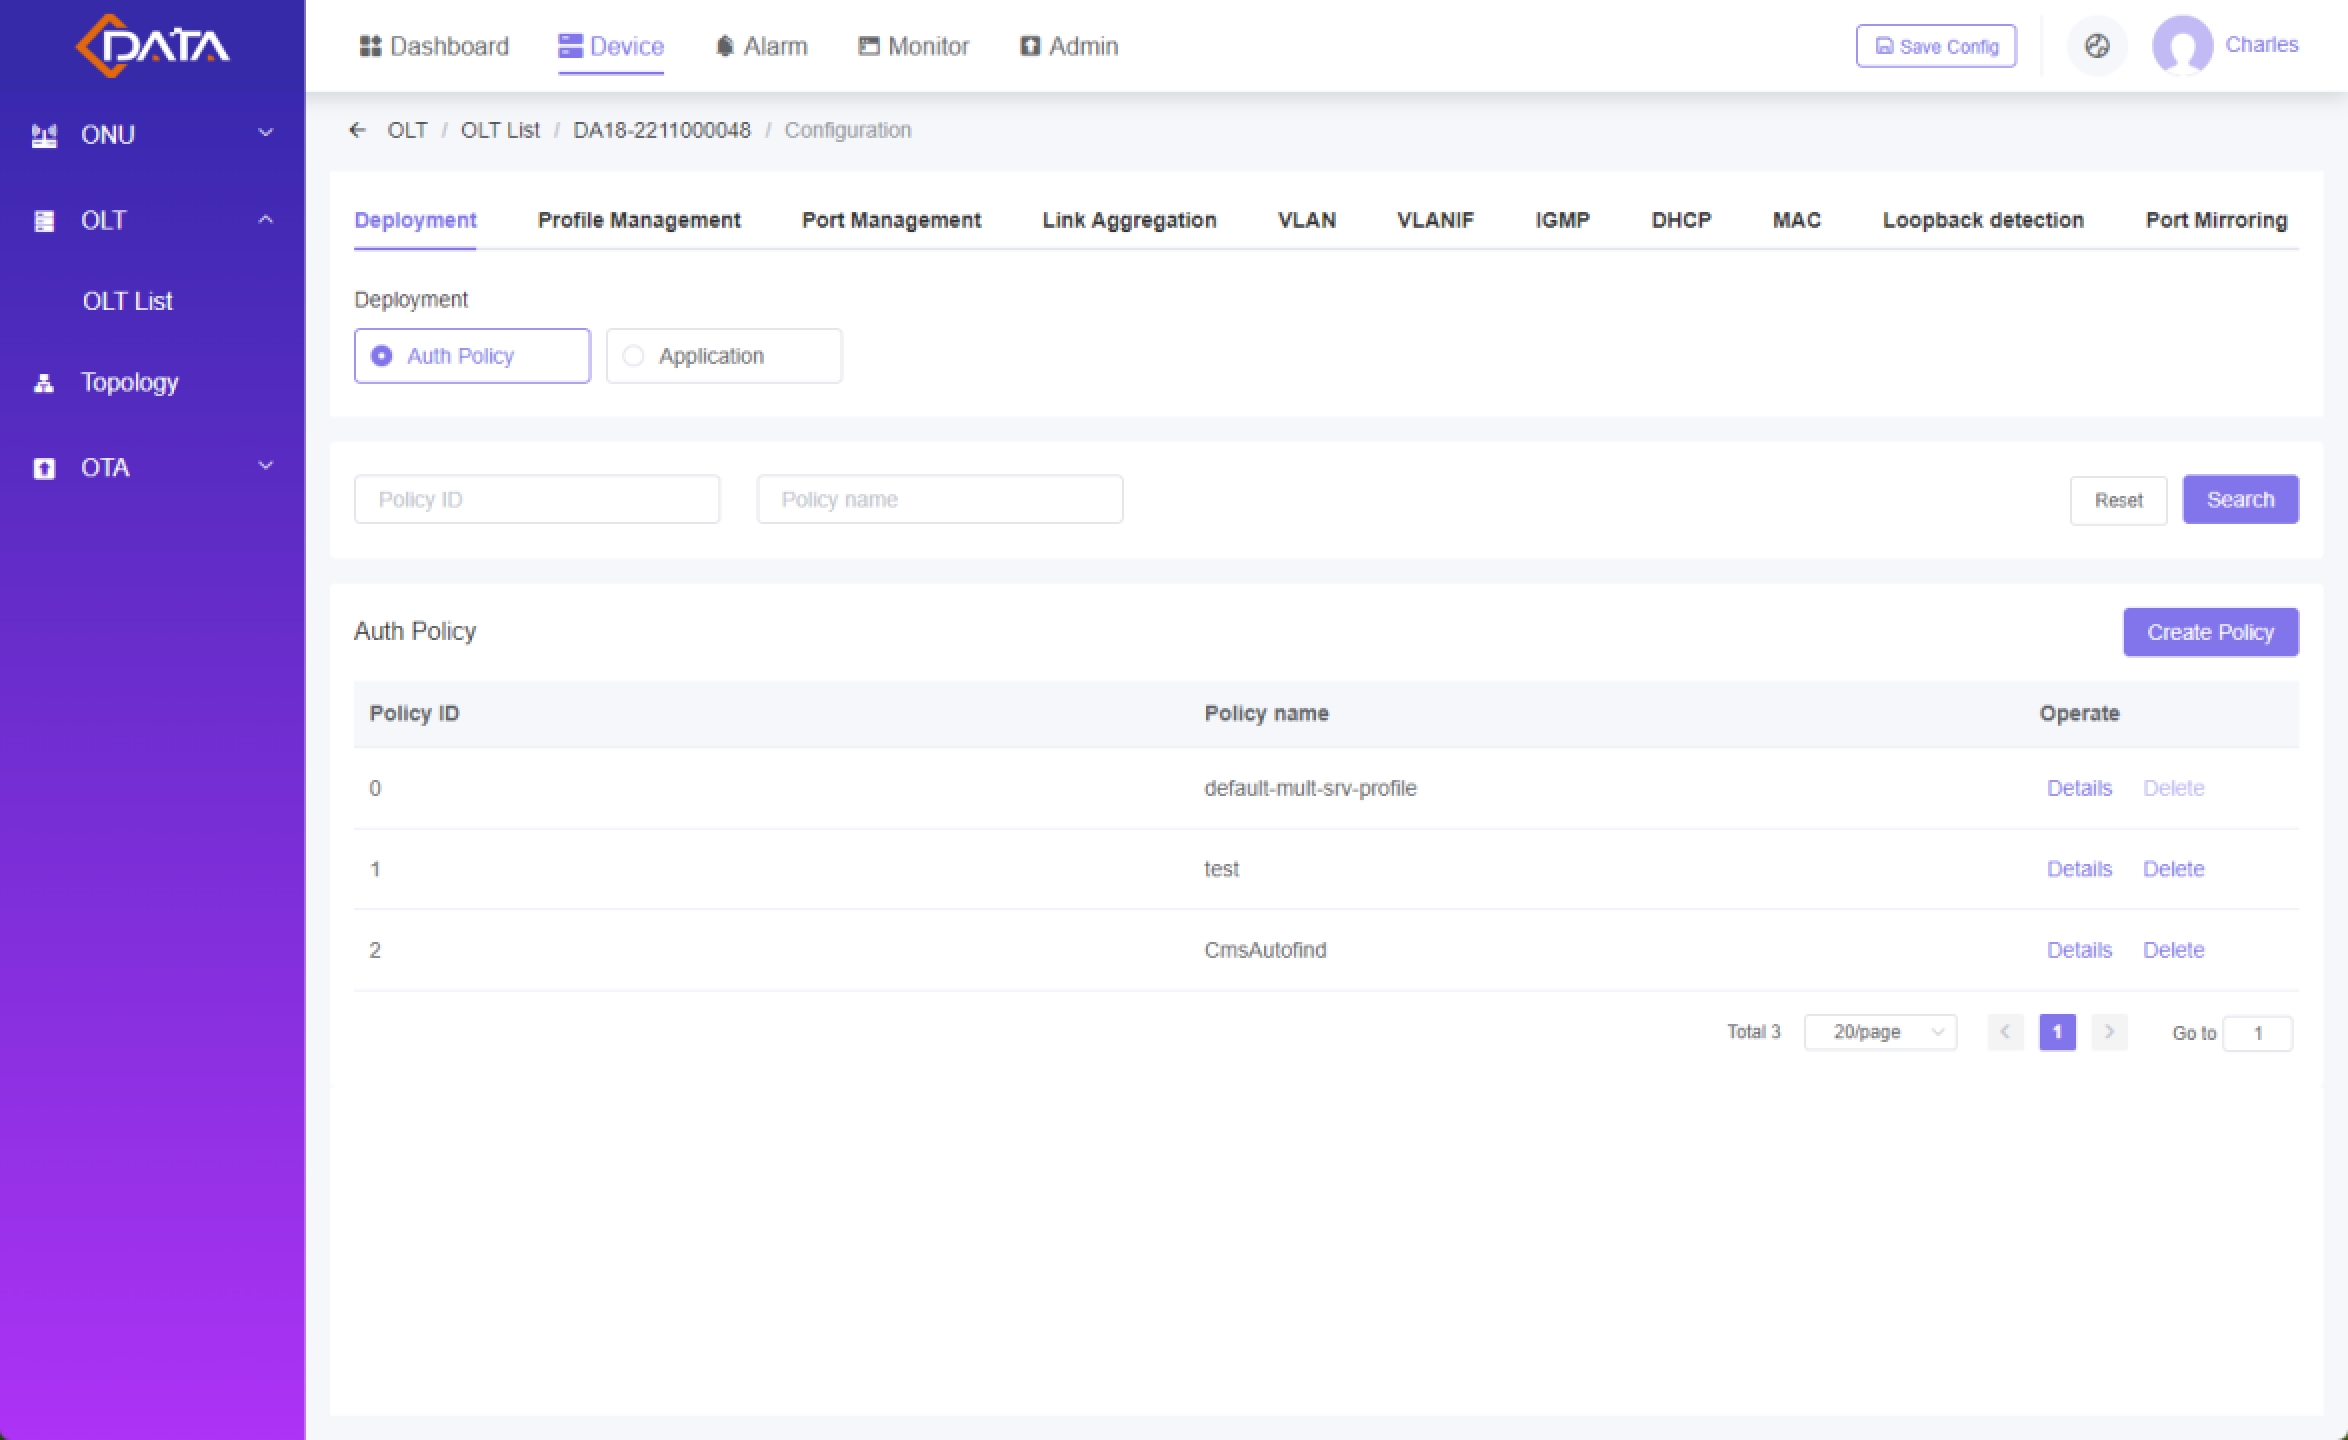 DATA
Dashboard Device Alarm Monitor Admin Save Config Charles
ONU
OLT
OLT List
Topology
OTA
OLT / OLT List / DA18-2211000048 / Configuration
Deployment Profile Management Port Management Link Aggregation VLAN VLANIF IGMP DHCP MAC Loopback detection Port Mirroring
Deployment
Auth Policy Application
Policy ID Policy name Reset Search
Auth Policy Create Policy
Policy ID Policy name Operate
0 default-mult-srv-profile Details Delete
1 test Details Delete
2 CmsAutofind Details Delete
Total 3 20/page 1 Go to 1